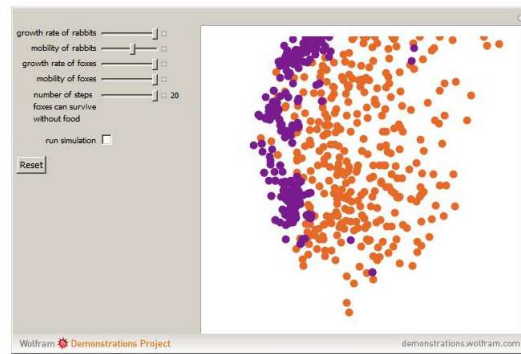 growth rate of rabbits
mobility of rabbits
growth rate of foxes
mobility of foxes
number of steps 20
foxes can survive
without food
run simulation
Reset
Wolfram Demonstrations Project
demonstrations.wolfram.com